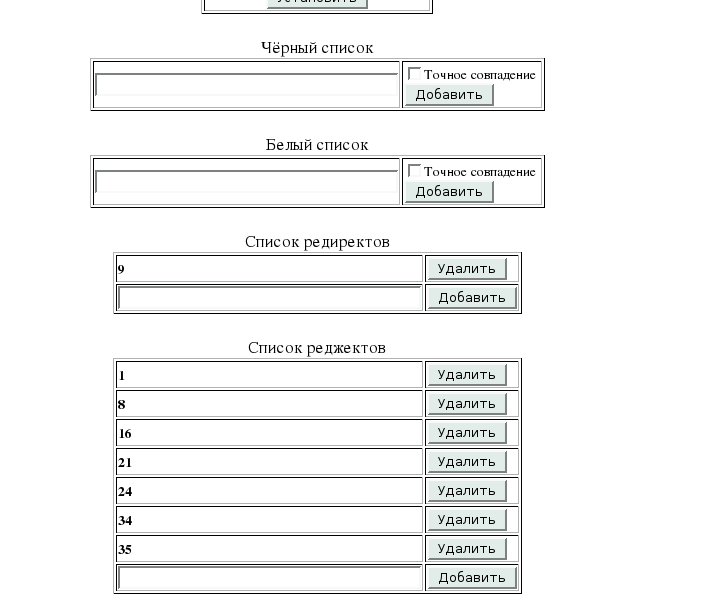 Установить
Чёрный список
Точное совпадение
Добавить
Белый список
Точное совпадение
Добавить
Список редиректов
9 Удалить
Добавить
Список реджектов
1 Удалить
8 Удалить
16 Удалить
21 Удалить
24 Удалить
34 Удалить
35 Удалить
Добавить